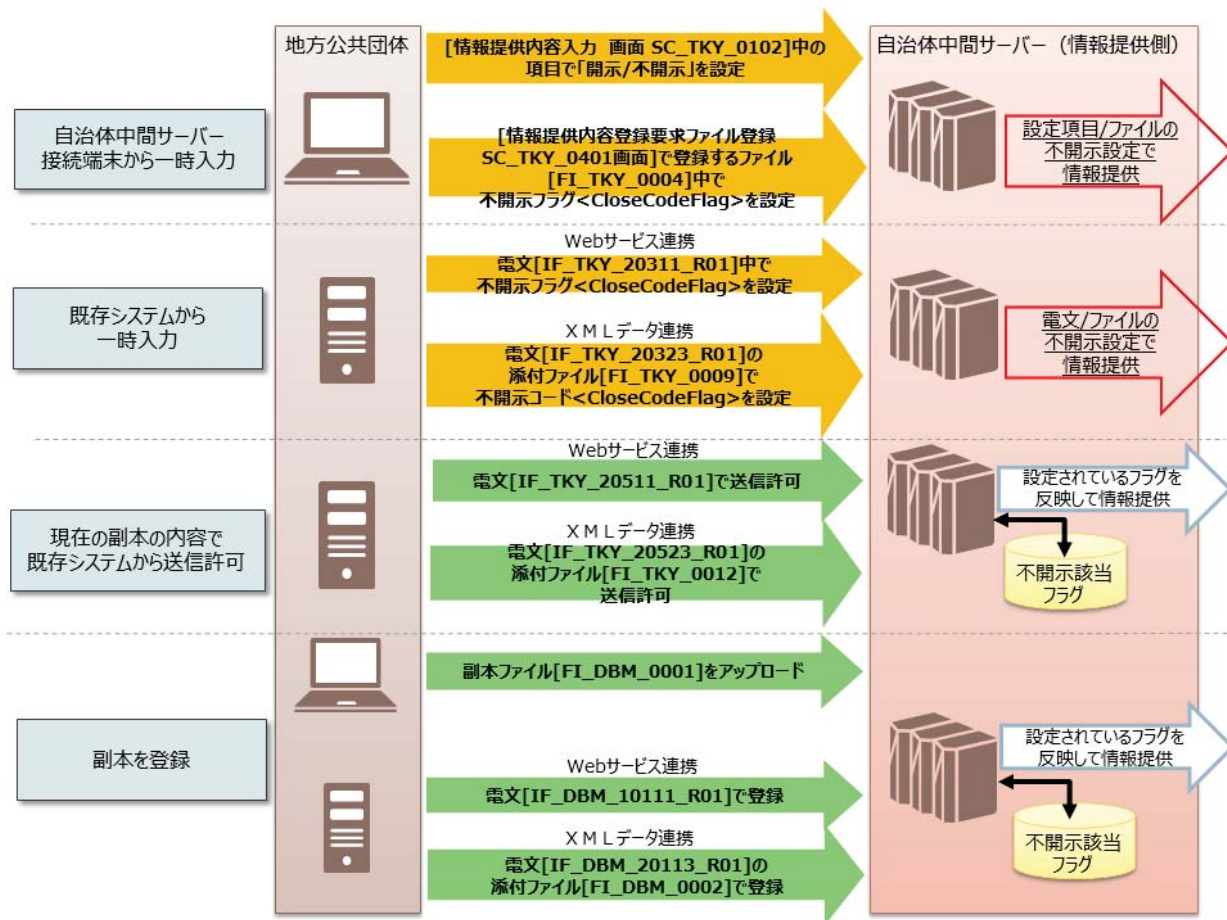 地方公共団体
自治体中間サーバー（情報提供側）
自治体中間サーバー
接続端末から一時入力
[情報提供内容入力 画面 SC_TKY_0102]中の
項目で「開示/不開示」を設定
[情報提供内容登録要求ファイル登録
SC_TKY_0401画面]で登録するファイル
[FI_TKY_0004]中で
不開示フラグ<CloseCodeFlag>を設定
設定項目/ファイルの
不開示設定で
情報提供
既存システムから
一時入力
Webサービス連携
電文[IF_TKY_20311_R01]中で
不開示フラグ<CloseCodeFlag>を設定
ＸＭＬデータ連携
電文[IF_TKY_20323_R01]の
添付ファイル[FI_TKY_0009]で
不開示コード<CloseCodeFlag>を設定
電文/ファイルの
不開示設定で
情報提供
現在の副本の内容で
既存システムから送信許可
Webサービス連携
電文[IF_TKY_20511_R01]で送信許可
ＸＭＬデータ連携
電文[IF_TKY_20523_R01]の
添付ファイル[FI_TKY_0012]で
送信許可
設定されているフラグを
反映して情報提供
不開示該当
フラグ
副本を登録
副本ファイル[FI_DBM_0001]をアップロード
Webサービス連携
電文[IF_DBM_10111_R01]で登録
ＸＭＬデータ連携
電文[IF_DBM_20113_R01]の
添付ファイル[FI_DBM_0002]で登録
設定されているフラグを
反映して情報提供
不開示該当
フラグ